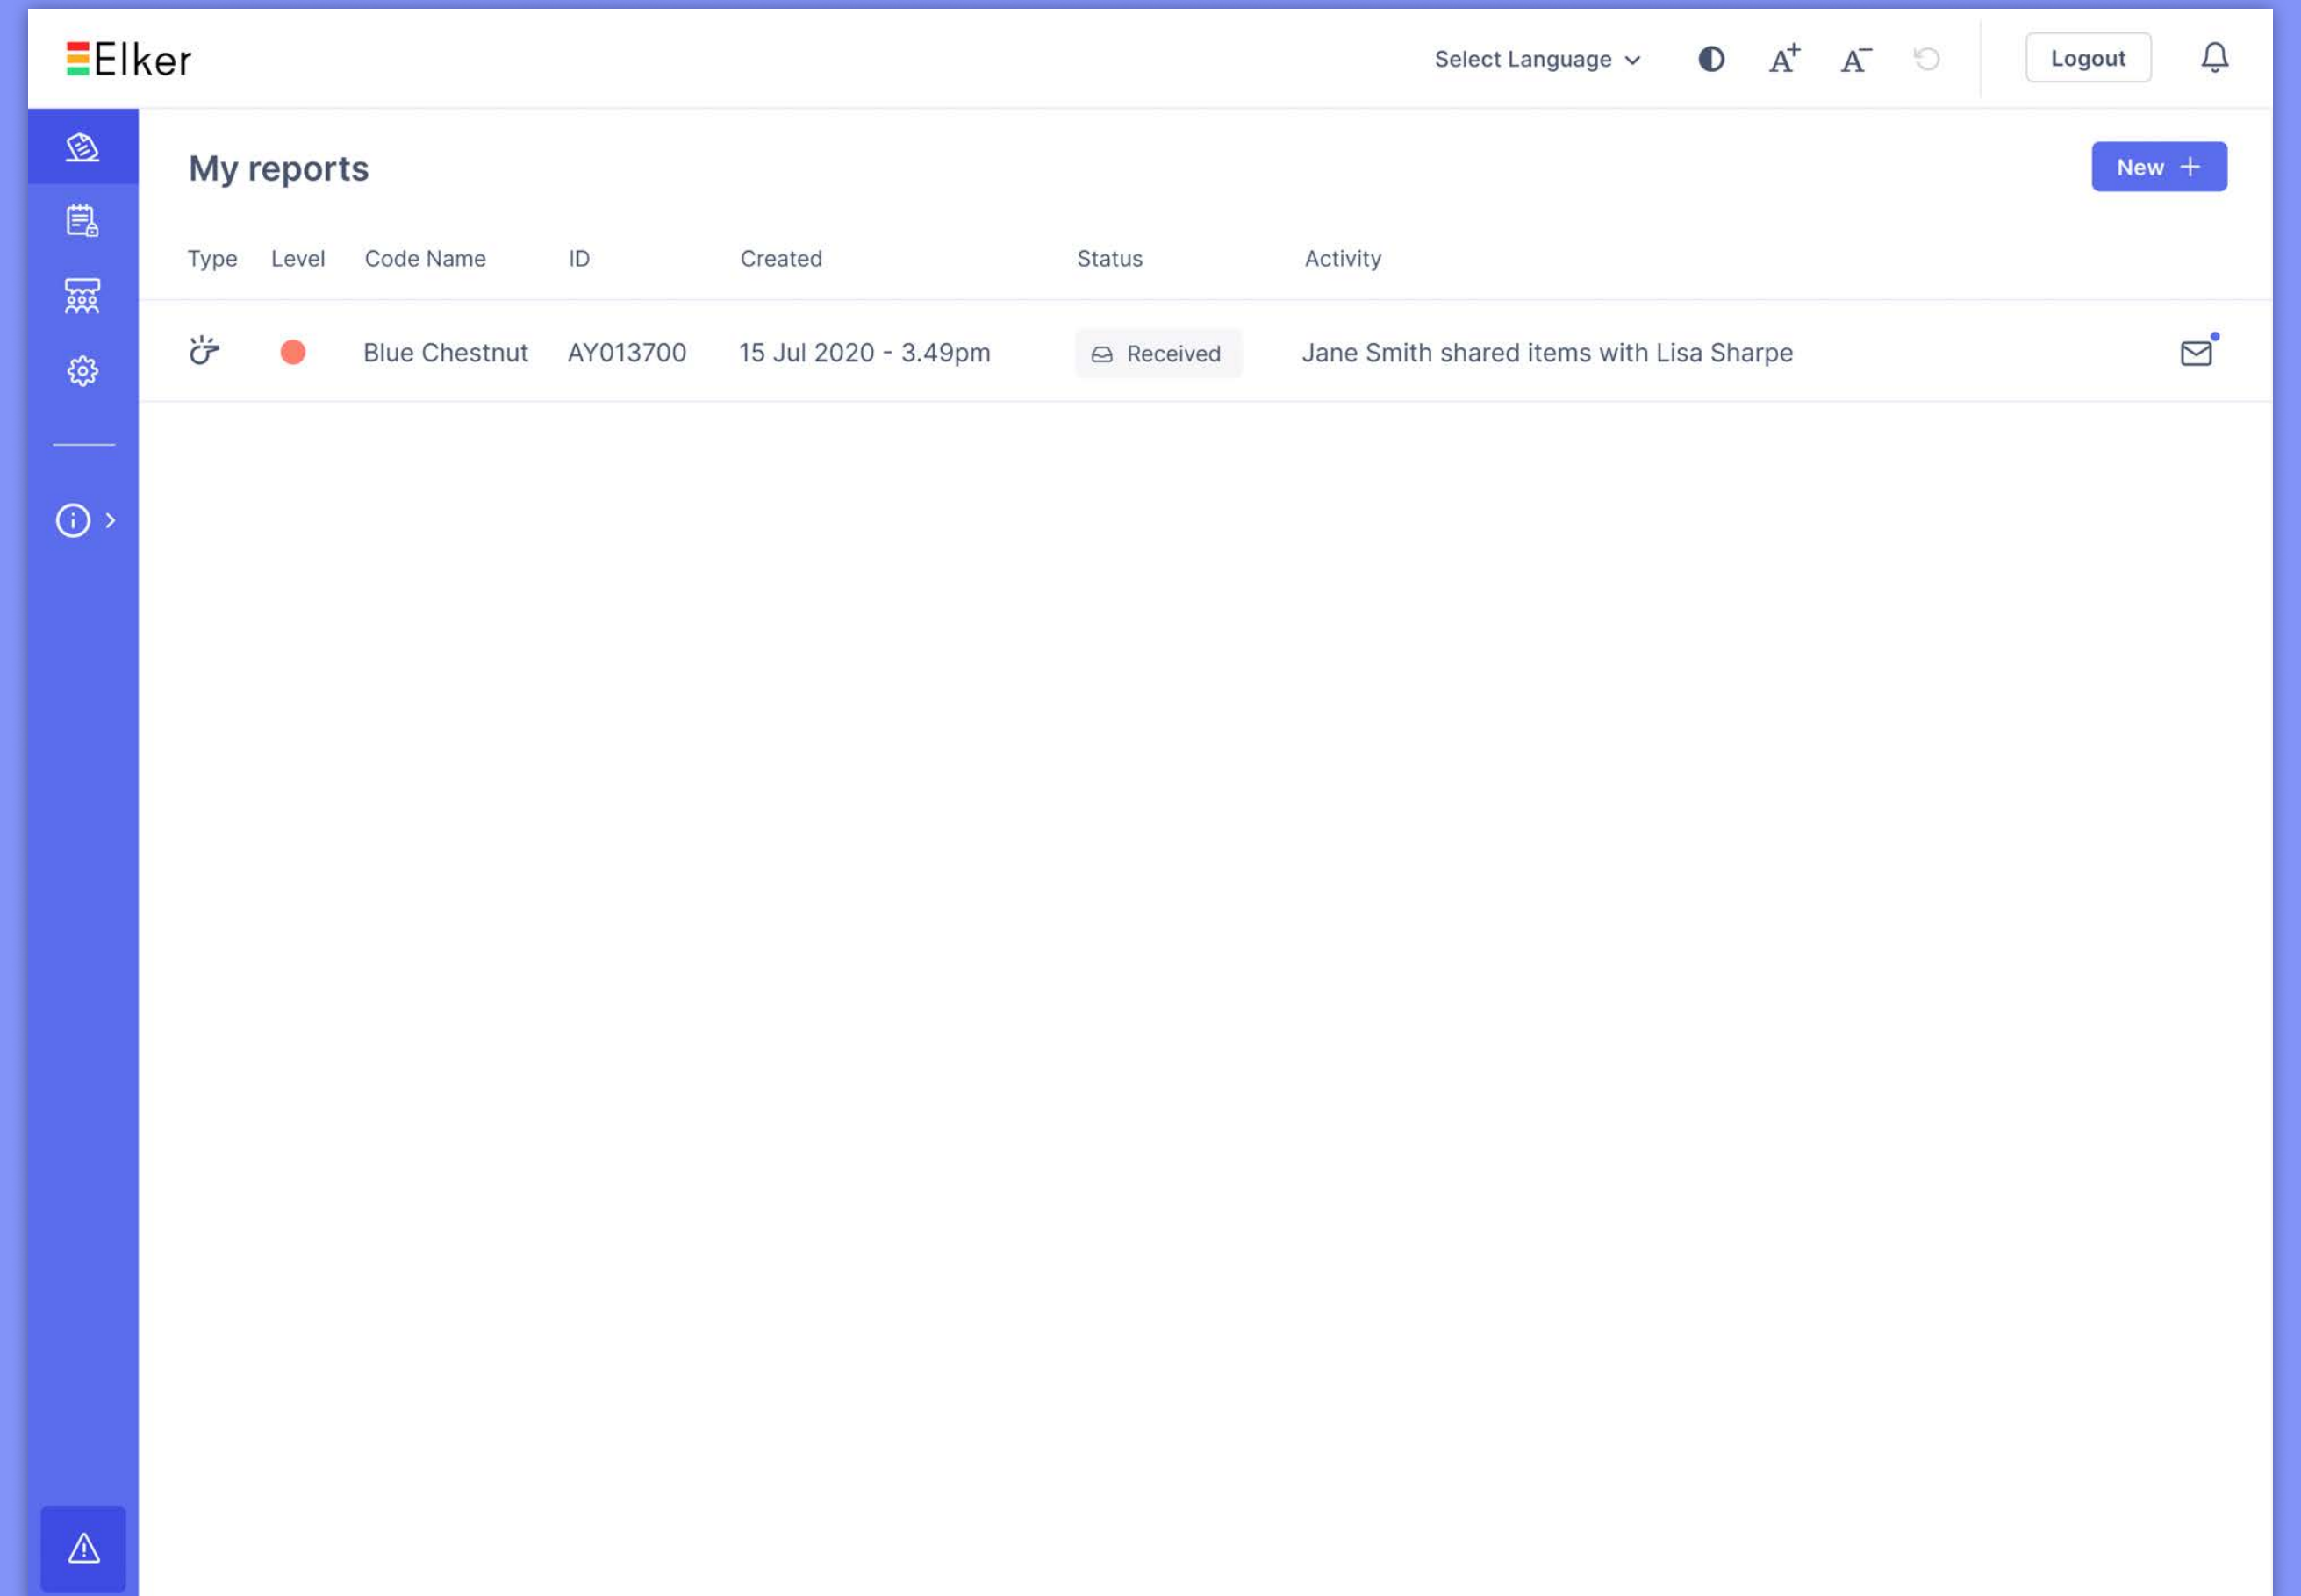 Elker
Select Language
A+
A-
Logout
My reports
New +
Type Level Code Name ID Created Status Activity
Blue Chestnut AY013700 15 Jul 2020 - 3.49pm Received Jane Smith shared items with Lisa Sharpe